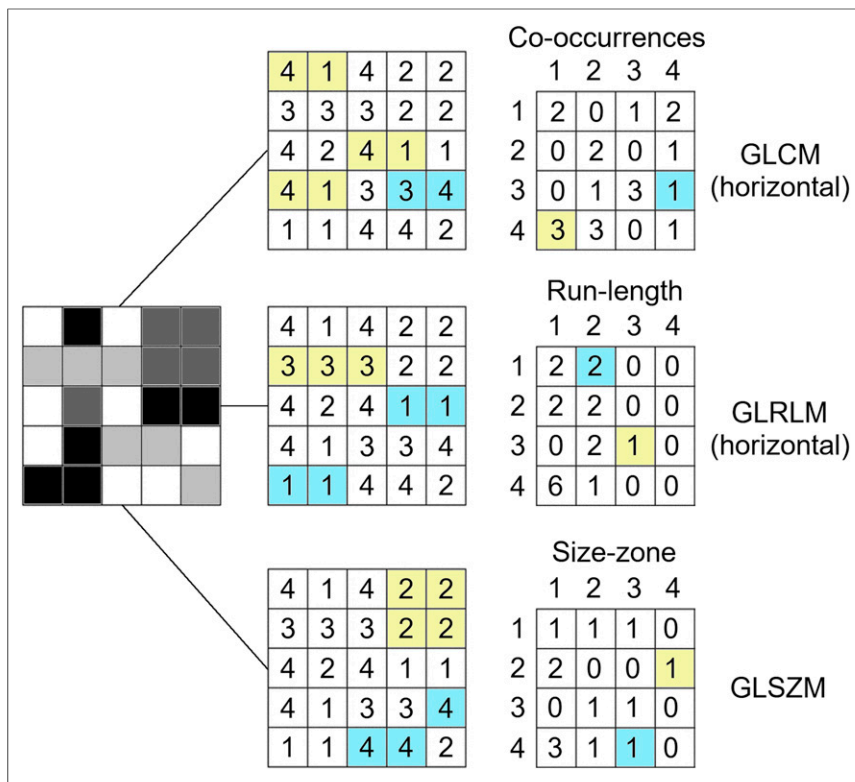 Co-occurrences
4 1 4 2 2
3 3 3 2 2
4 2 4 1 1
4 1 3 3 4
1 1 4 4 2
1 2 3 4
1 2 0 1 2
2 0 2 0 1
3 0 1 3 1
4 3 3 0 1
GLCM
(horizontal)
Run-length
4 1 4 2 2
3 3 3 2 2
4 2 4 1 1
4 1 3 3 4
1 1 4 4 2
1 2 3 4
1 2 2 0 0
2 2 2 0 0
3 0 2 1 0
4 6 1 0 0
GLRLM
(horizontal)
Size-zone
4 1 4 2 2
3 3 3 2 2
4 2 4 1 1
4 1 3 3 4
1 1 4 4 2
1 2 3 4
1 1 1 1 0
2 2 0 0 1
3 0 1 1 0
4 3 1 1 0
GLSZM